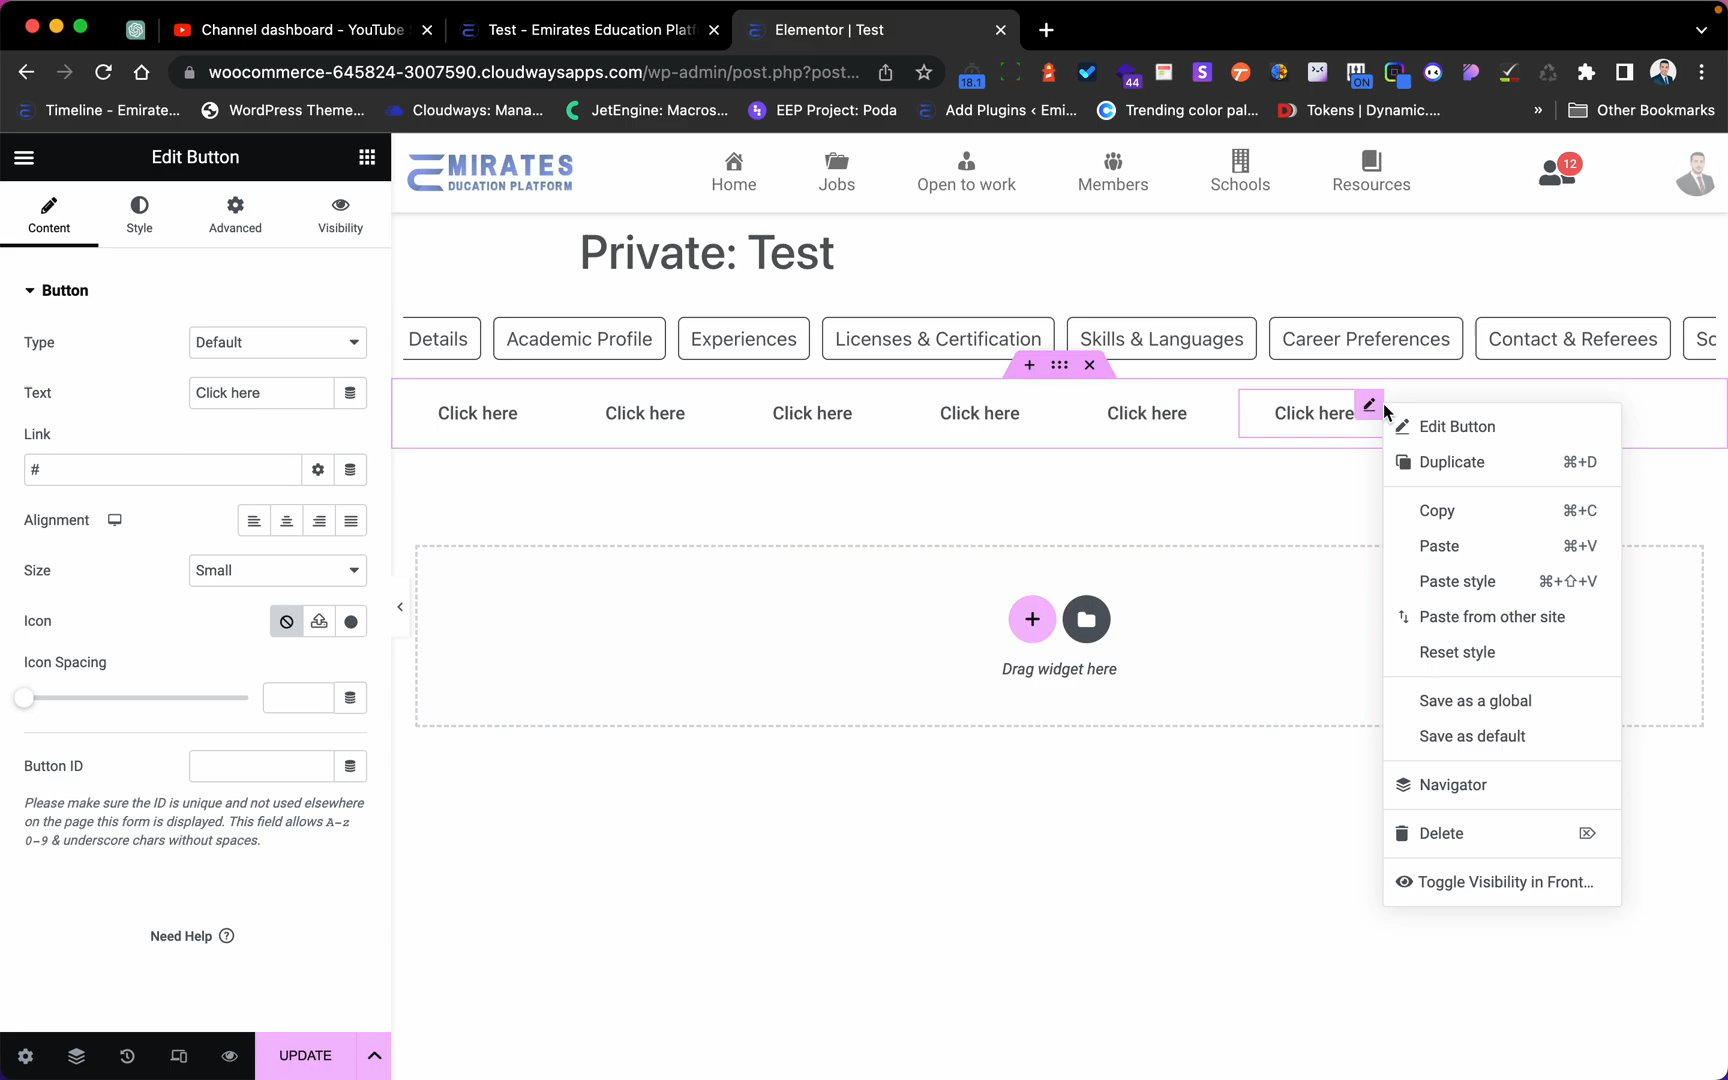 Channel dashboard - YouTube
Test - Emirates Education Platf
Elementor | Test
woocommerce-645824-3007590.cloudwaysapps.com/wp-admin/post.php?post...
18.1
44
ON
Timeline - Emirate...
WordPress Theme...
Cloudways: Mana...
JetEngine: Macros...
EEP Project: Poda
Add Plugins < Emi...
Trending color pal...
Tokens | Dynamic....
»
Other Bookmarks
Edit Button
Content
Style
Advanced
Visibility
Button
Type
Default
Text
Click here
Link
#
Alignment
Size
Small
Icon
Icon Spacing
Button ID
Please make sure the ID is unique and not used elsewhere
on the page this form is displayed. This field allows A-z
0-9 & underscore chars without spaces.
Need Help
UPDATE
EMIRATES
EDUCATION PLATFORM
Home
Jobs
Open to work
Members
Schools
Resources
12
Private: Test
Details
Academic Profile
Experiences
Licenses & Certification
Skills & Languages
Career Preferences
Contact & Referees
So
Click here
Click here
Click here
Click here
Click here
Click here
Drag widget here
Edit Button
Duplicate ⌘+D
Copy ⌘+C
Paste ⌘+V
Paste style ⌘+⇧+V
Paste from other site
Reset style
Save as a global
Save as default
Navigator
Delete ⌦
Toggle Visibility in Front...